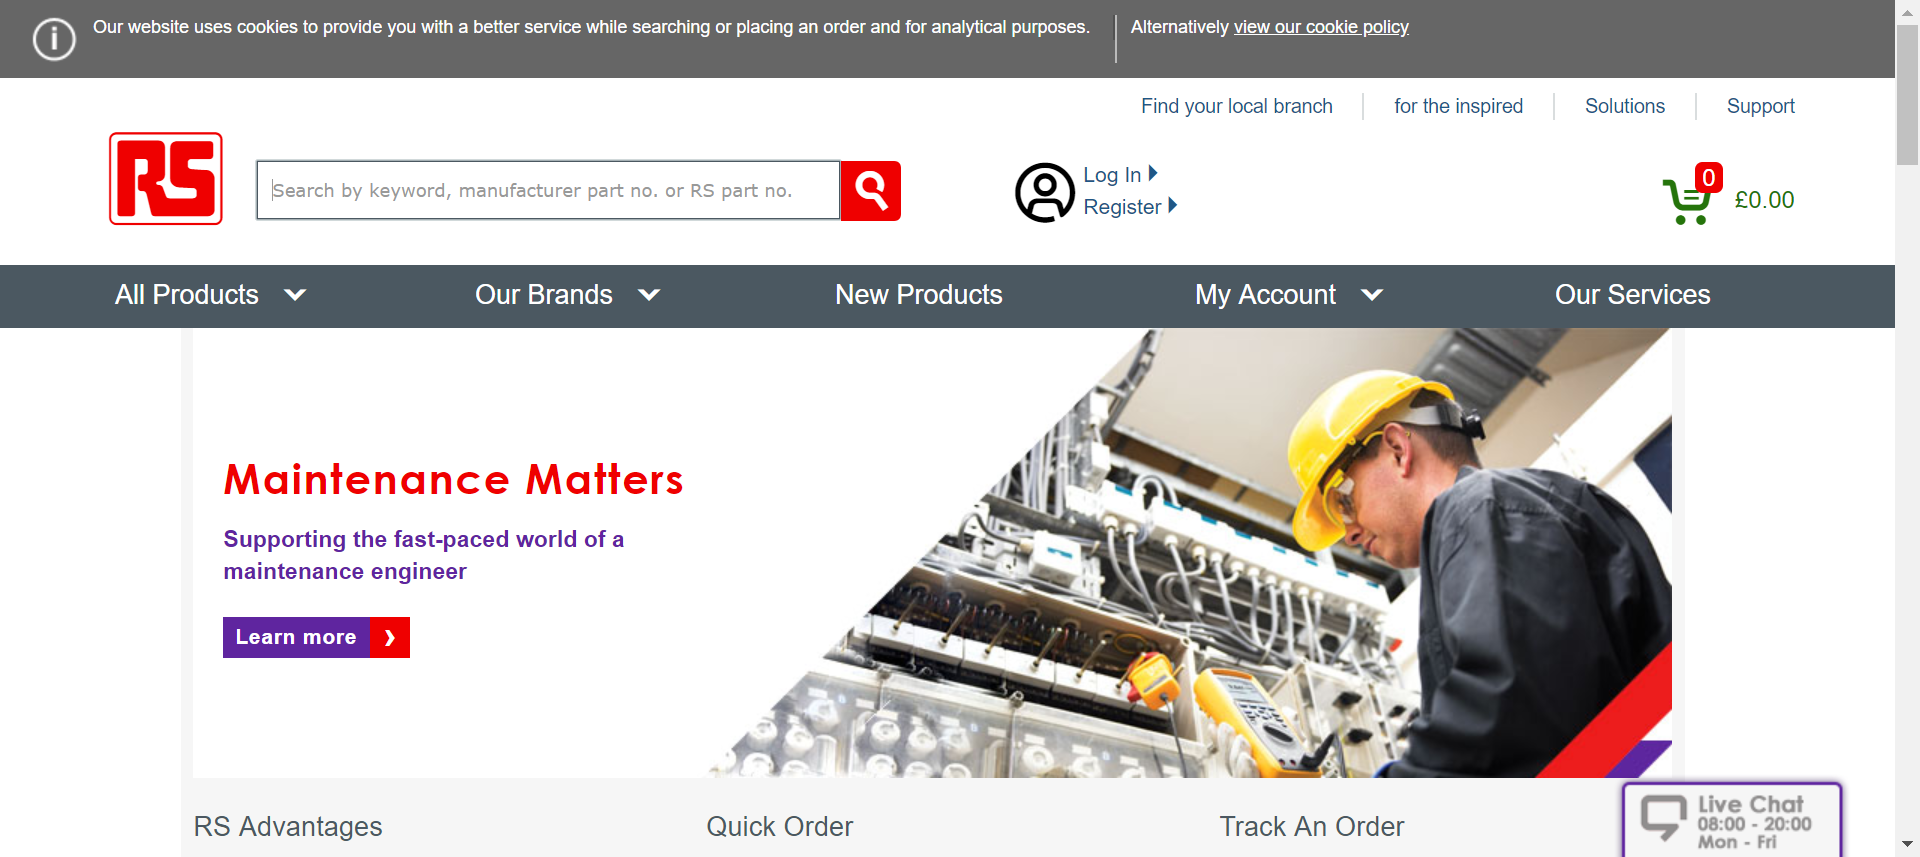 Our website uses cookies to provide you with a better service while searching or placing an order and for analytical purposes.
Alternatively view our cookie policy
Find your local branch
for the inspired
Solutions
Support
RS
Search by keyword, manufacturer part no. or RS part no.
Log In
Register
0
£0.00
All Products
Our Brands
New Products
My Account
Our Services
Maintenance Matters
Supporting the fast-paced world of a
maintenance engineer
Learn more
RS Advantages
Quick Order
Track An Order
Live Chat
08:00 - 20:00
Mon - Fri